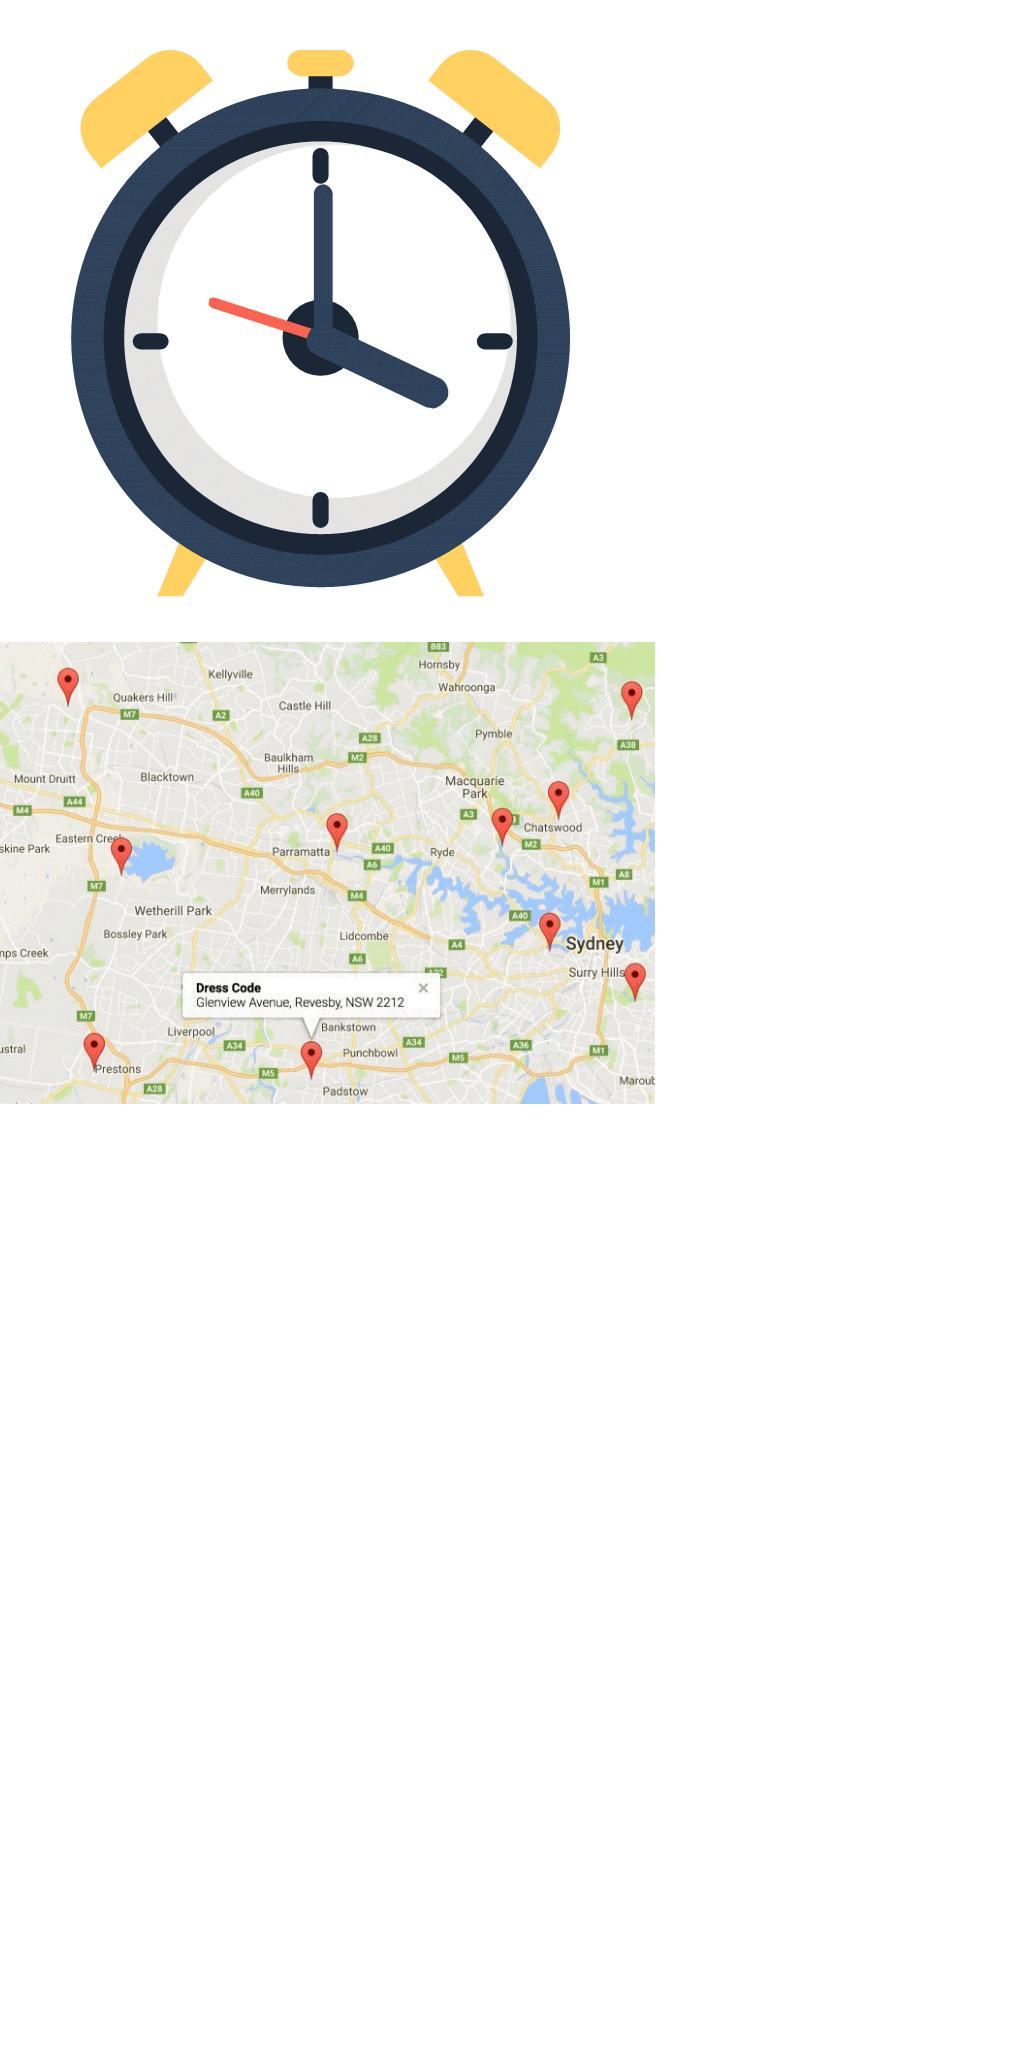 B83
A3
Hornsby
Kellyville
Wahroonga
Quakers Hill
Castle Hill
M7
A2
Pymble
A28
A38
Baulkham
Hills
M2
Mount Druitt
Blacktown
Macquarie
Park
A40
A44
M4
A3
Chatswood
Eastern Creek
skine Park
Parramatta
A40
Ryde
M2
A6
A8
M7
Merrylands
M4
M1
Wetherill Park
A40
Bossley Park
Lidcombe
A4
Sydney
mps Creek
A6
Surry Hills
Dress Code
Glenview Avenue, Revesby, NSW 2212
M7
Liverpool
Bankstown
ustral
A34
Punchbowl
A34
A36
M1
M5
Prestons
M5
A28
Padstow
Maroub